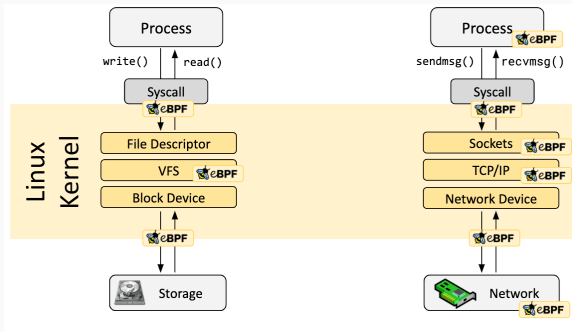 Process
write()
read()
Syscall
eBPF
File Descriptor
VFS
eBPF
Block Device
eBPF
Storage
Linux
Kernel
Process
eBPF
sendmsg()
recvmsg()
Syscall
eBPF
Sockets
eBPF
TCP/IP
eBPF
Network Device
eBPF
Network
eBPF